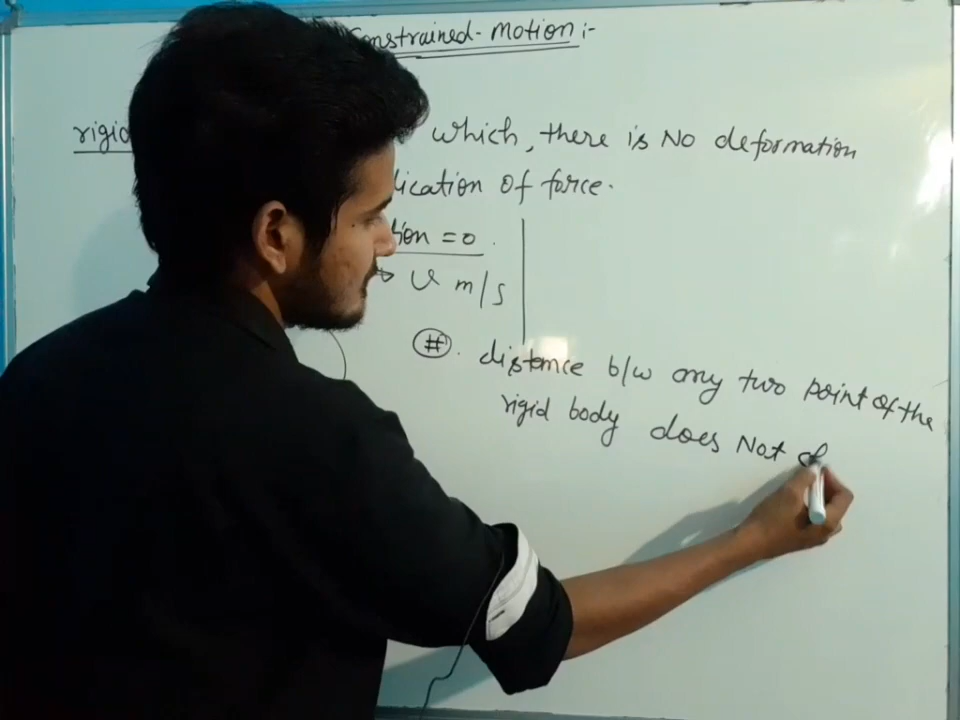 Constrained-Motion:-
rigid which, there is No deformation
lication of force.
tion = 0.
→ v m/s
#. distance b/w any two point of the
rigid body does Not